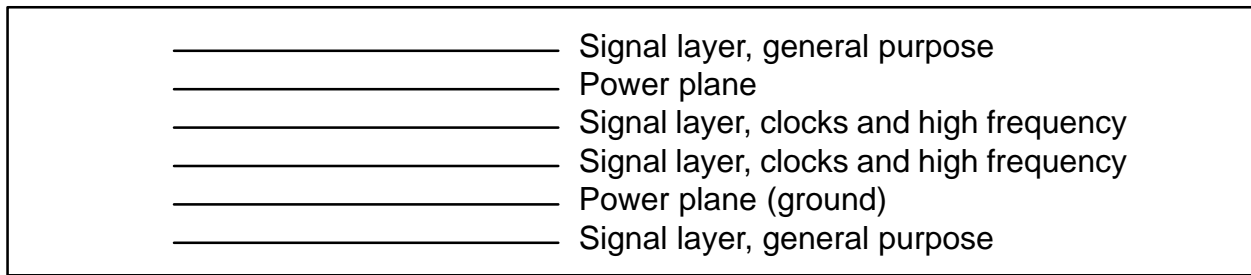 Signal layer, general purpose
Power plane
Signal layer, clocks and high frequency
Signal layer, clocks and high frequency
Power plane (ground)
Signal layer, general purpose